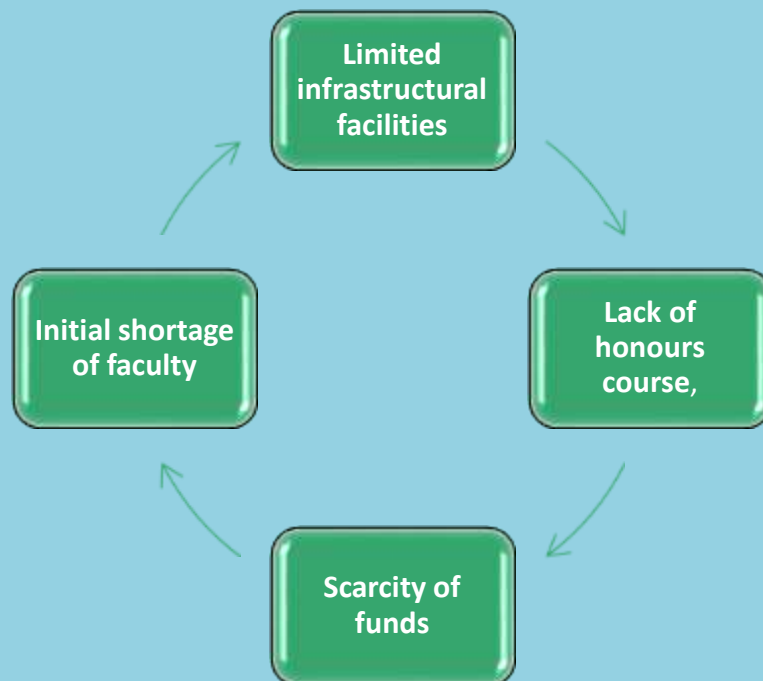 Limited
infrastructural
facilities
Lack of
honours
course,
Scarcity of
funds
Initial shortage
of faculty